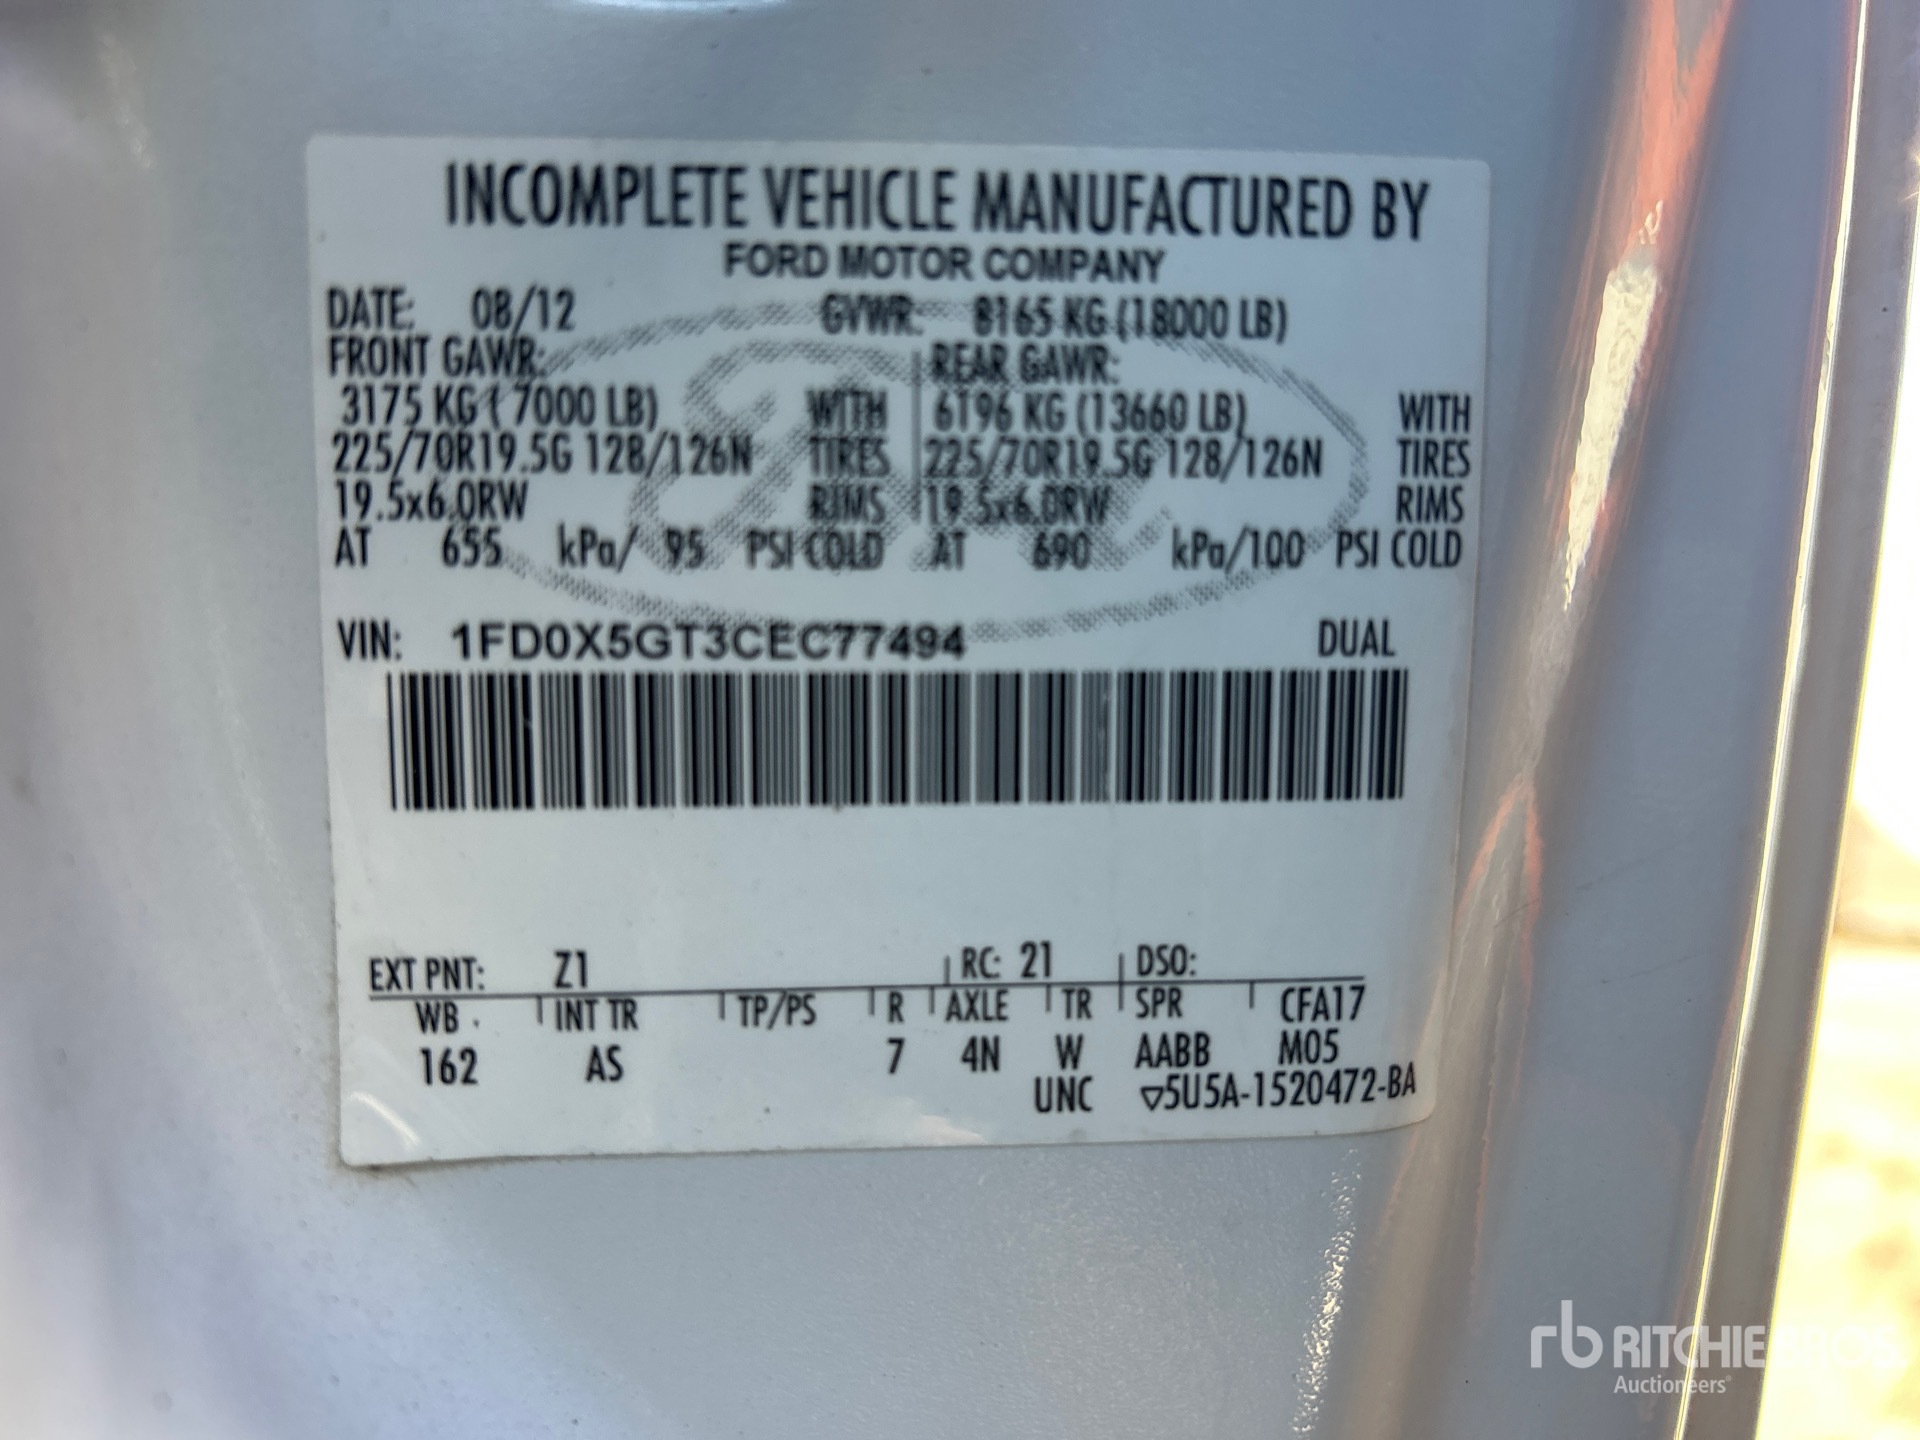 INCOMPLETE VEHICLE MANUFACTURED BY
FORD MOTOR COMPANY
DATE: 08/12 GVWR: 8165 KG (18000 LB)
FRONT GAWR: REAR GAWR:
3175 KG ( 7000 LB) WITH 6196 KG (13660 LB) WITH
225/70R19.5G 128/126N TIRES 225/70R19.5G 128/126N TIRES
19.5x6.0RW RIMS 19.5x6.0RW RIMS
AT 655 kPa/ 95 PSI COLD AT 690 kPa/100 PSI COLD
VIN: 1FD0X5GT3CEC77494 DUAL
EXT PNT: Z1 RC: 21 DSO:
WB INT TR TP/PS R AXLE TR SPR CFA17
162 AS 7 4N W AABB M05
UNC ▽5U5A-1520472-BA
rb RITCHIE BROS.
Auctioneers®